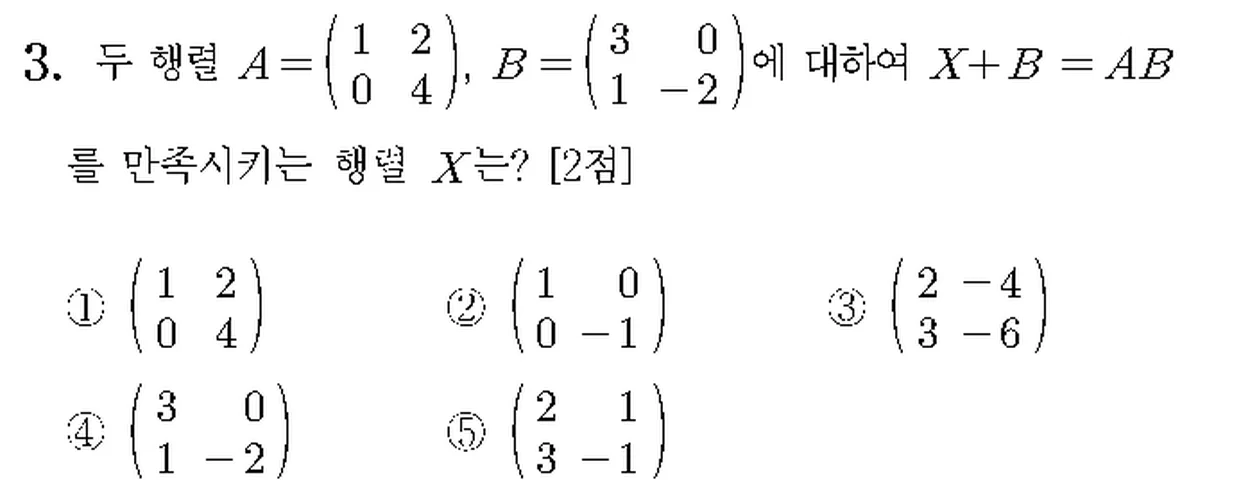 3. 두 행렬 A=(1 2 0 4), B=(3 0 1 -2)에 대하여 X+B=AB
를 만족시키는 행렬 X는? [2점]
① (1 2 0 4) ② (1 0 0 -1) ③ (2 -4 3 -6)
④ (3 0 1 -2) ⑤ (2 1 3 -1)